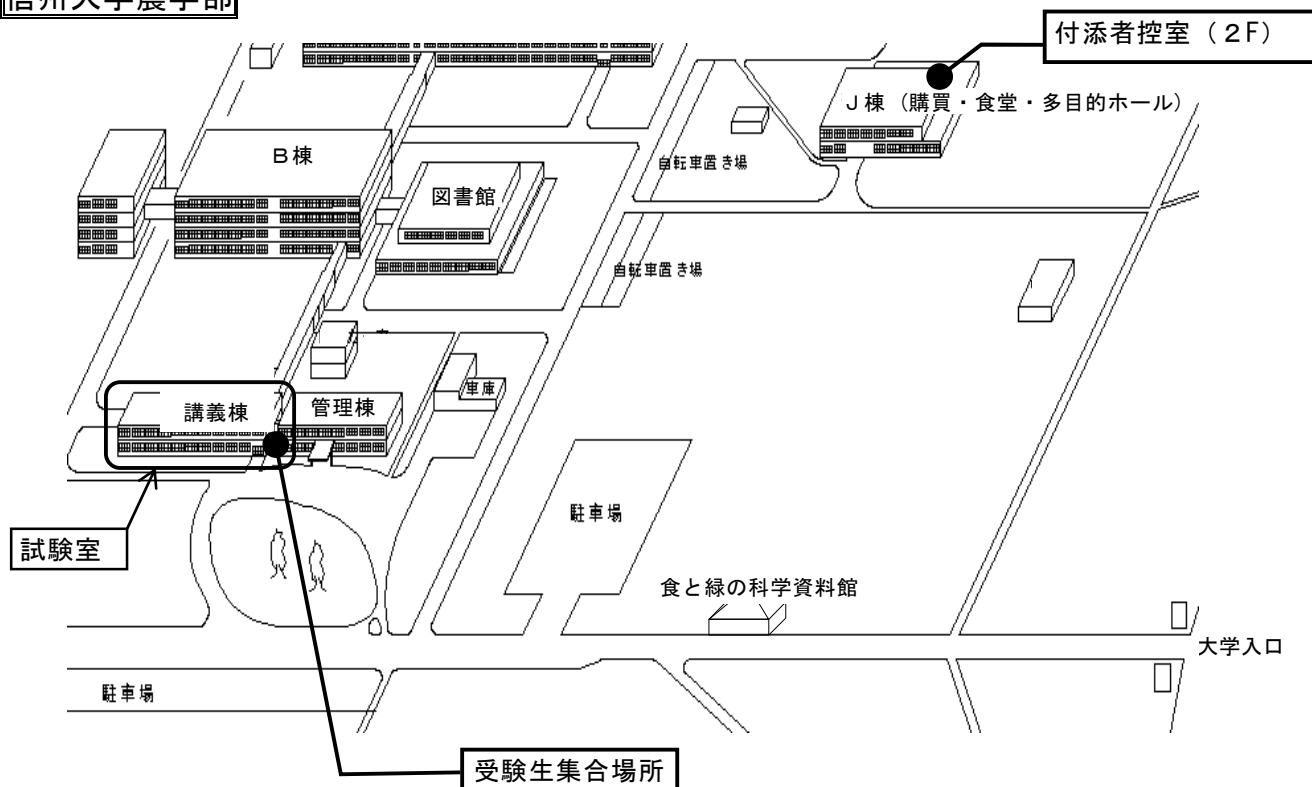 信州大学農学部
付添者控室（２F）
Ｊ棟（購買・食堂・多目的ホール）
Ｂ棟
自転車置き場
図書館
自転車置き場
車庫
講義棟
管理棟
駐車場
試験室
食と緑の科学資料館
大学入口
駐車場
受験生集合場所